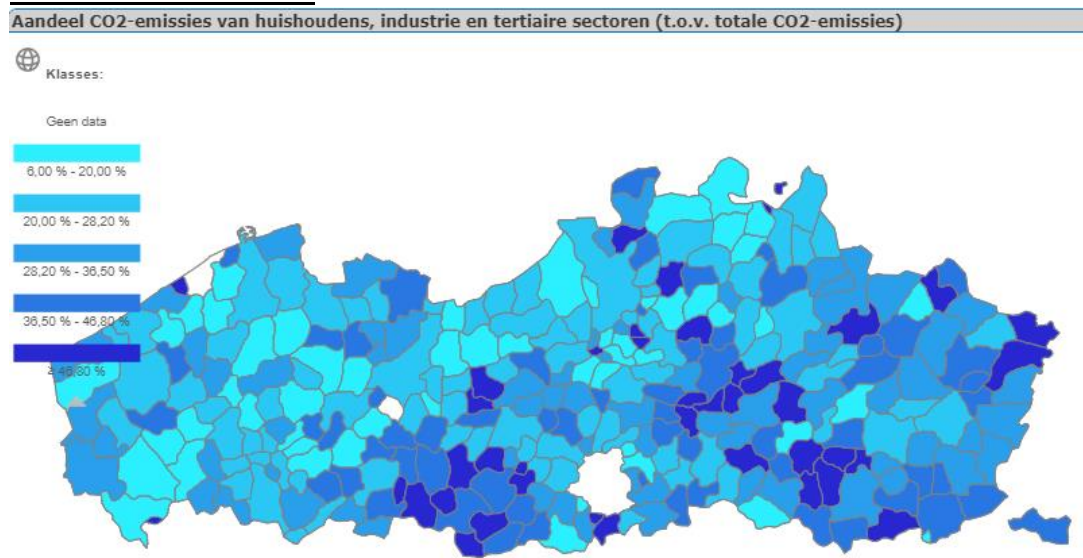 Aandeel CO2-emissies van huishoudens, industrie en tertiaire sectoren (t.o.v. totale CO2-emissies)
Klasses:
Geen data
6,00 % - 20,00 %
20,00 % - 28,20 %
28,20 % - 36,50 %
36,50 % - 46,80 %
≥ 46,80 %